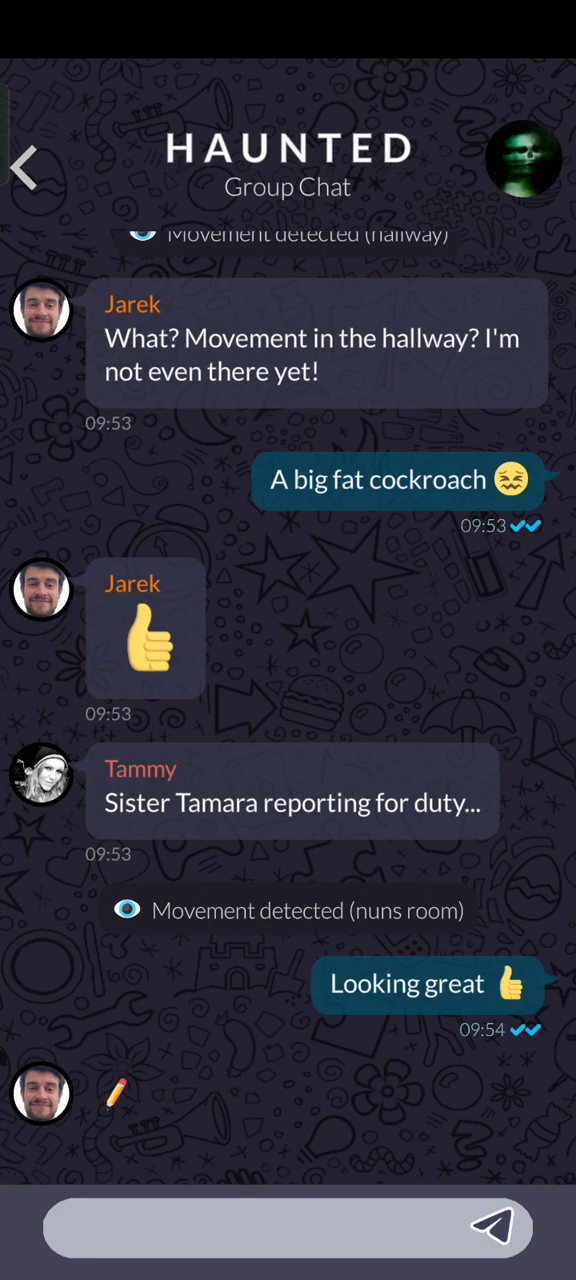 HAUNTED
Group Chat
Movement detected (hallway)
Jarek
What? Movement in the hallway? I'm
not even there yet!
09:53
A big fat cockroach 😖
09:53
Jarek
👍
09:53
Tammy
Sister Tamara reporting for duty...
09:53
Movement detected (nuns room)
Looking great 👍
09:54